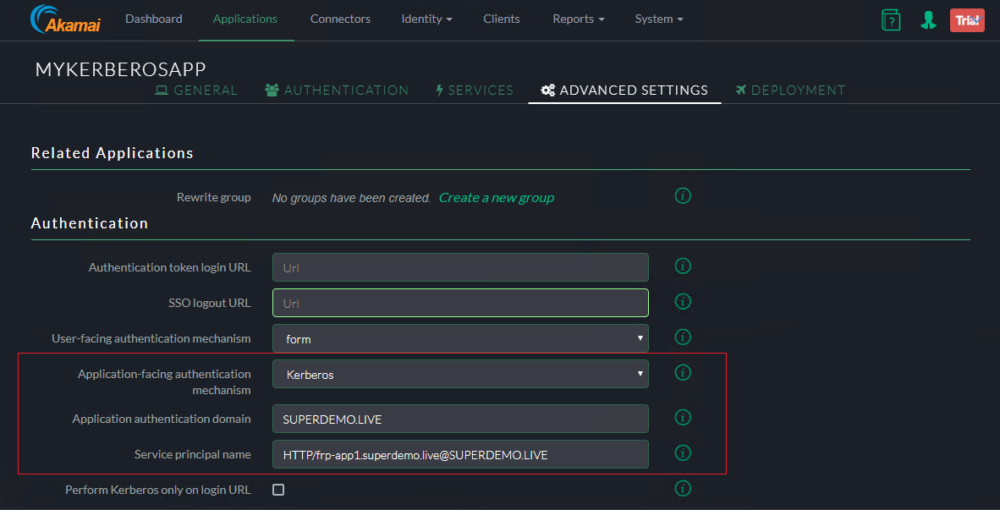 Akamai Dashboard Applications Connectors Identity Clients Reports System ? Trial
MYKERBEROSAPP
GENERAL AUTHENTICATION SERVICES ADVANCED SETTINGS DEPLOYMENT
Related Applications
Rewrite group No groups have been created. Create a new group i
Authentication
Authentication token login URL Url i
SSO logout URL Url i
User-facing authentication mechanism form i
Application-facing authentication
mechanism Kerberos i
Application authentication domain SUPERDEMO.LIVE i
Service principal name HTTP/frp-app1.superdemo.live@SUPERDEMO.LIVE i
Perform Kerberos only on login URL i